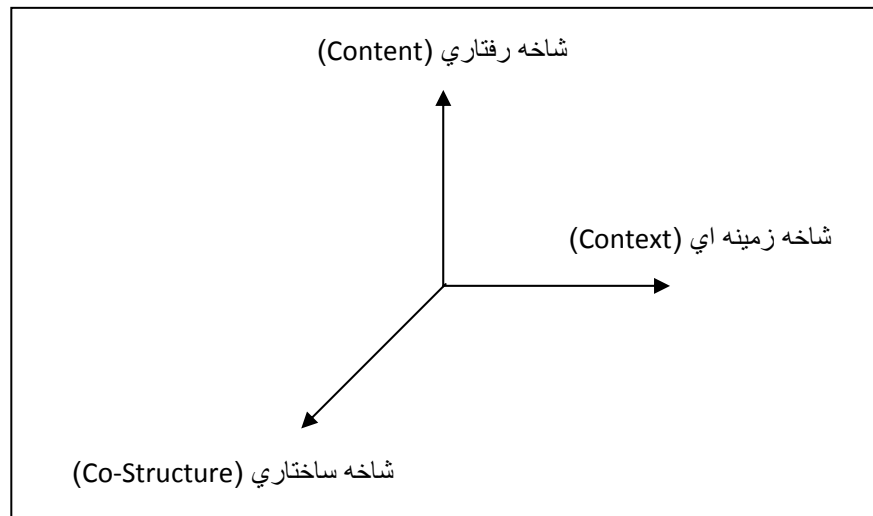 شاخه رفتاري (Content)
شاخه زمينه اي (Context)
شاخه ساختاري (Co-Structure)